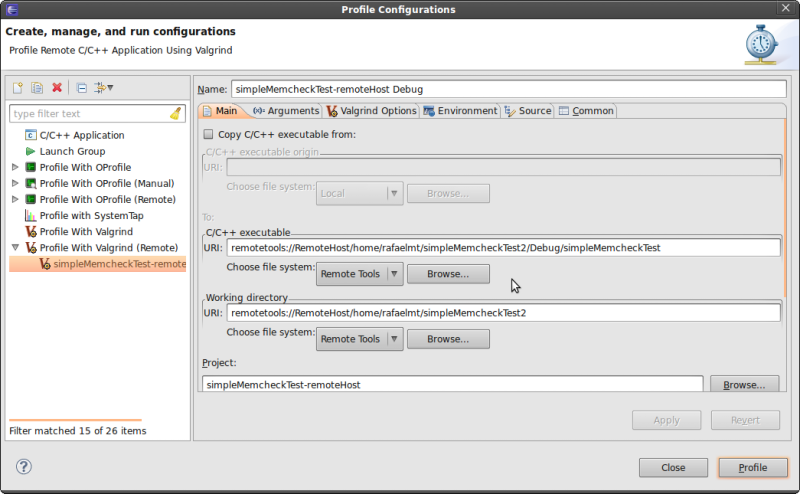 Profile Configurations
Create, manage, and run configurations
Profile Remote C/C++ Application Using Valgrind
type filter text
C/C++ Application
Launch Group
Profile With OProfile
Profile With OProfile (Manual)
Profile With OProfile (Remote)
Profile with SystemTap
Profile With Valgrind
Profile With Valgrind (Remote)
simpleMemcheckTest-remote
Filter matched 15 of 26 items
Name: simpleMemcheckTest-remoteHost Debug
Main (x)= Arguments Valgrind Options Environment Source Common
Copy C/C++ executable from:
C/C++ executable origin
URI:
Choose file system: Local Browse...
To:
C/C++ executable
URI: remotetools://RemoteHost/home/rafaelmt/simpleMemcheckTest2/Debug/simpleMemcheckTest
Choose file system: Remote Tools Browse...
Working directory
URI: remotetools://RemoteHost/home/rafaelmt/simpleMemcheckTest2
Choose file system: Remote Tools Browse...
Project:
simpleMemcheckTest-remoteHost Browse...
Apply Revert
? Close Profile